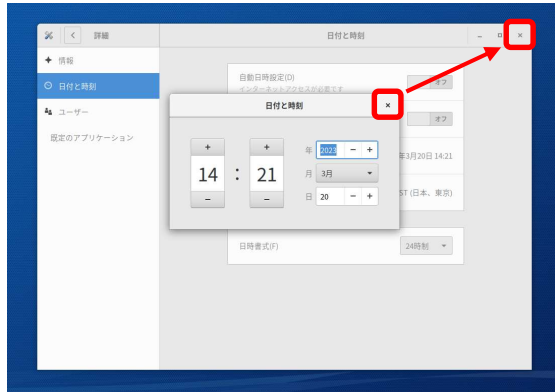 詳細
日付と時刻
情報
日付と時刻
ユーザー
既定のアプリケーション
自動日時設定(D)
インターネットアクセスが必要です
オフ
オフ
日付と時刻
14 : 21
年 2023
月 3月
日 20
年3月20日 14:21
ST (日本、東京)
日時書式(F)
24時制